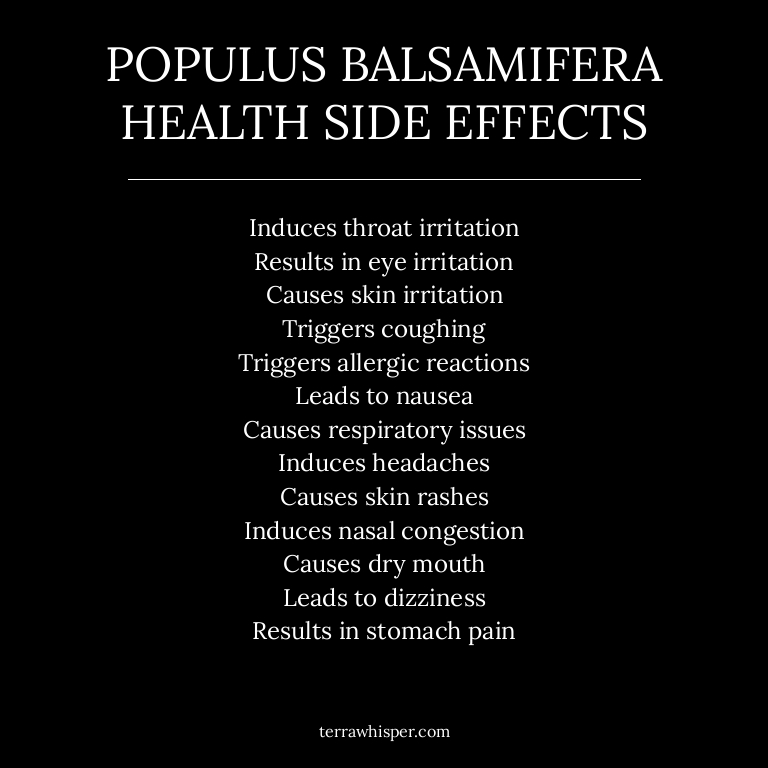 POPULUS BALSAMIFERA
HEALTH SIDE EFFECTS
Induces throat irritation
Results in eye irritation
Causes skin irritation
Triggers coughing
Triggers allergic reactions
Leads to nausea
Causes respiratory issues
Induces headaches
Causes skin rashes
Induces nasal congestion
Causes dry mouth
Leads to dizziness
Results in stomach pain
terrawhisper.com